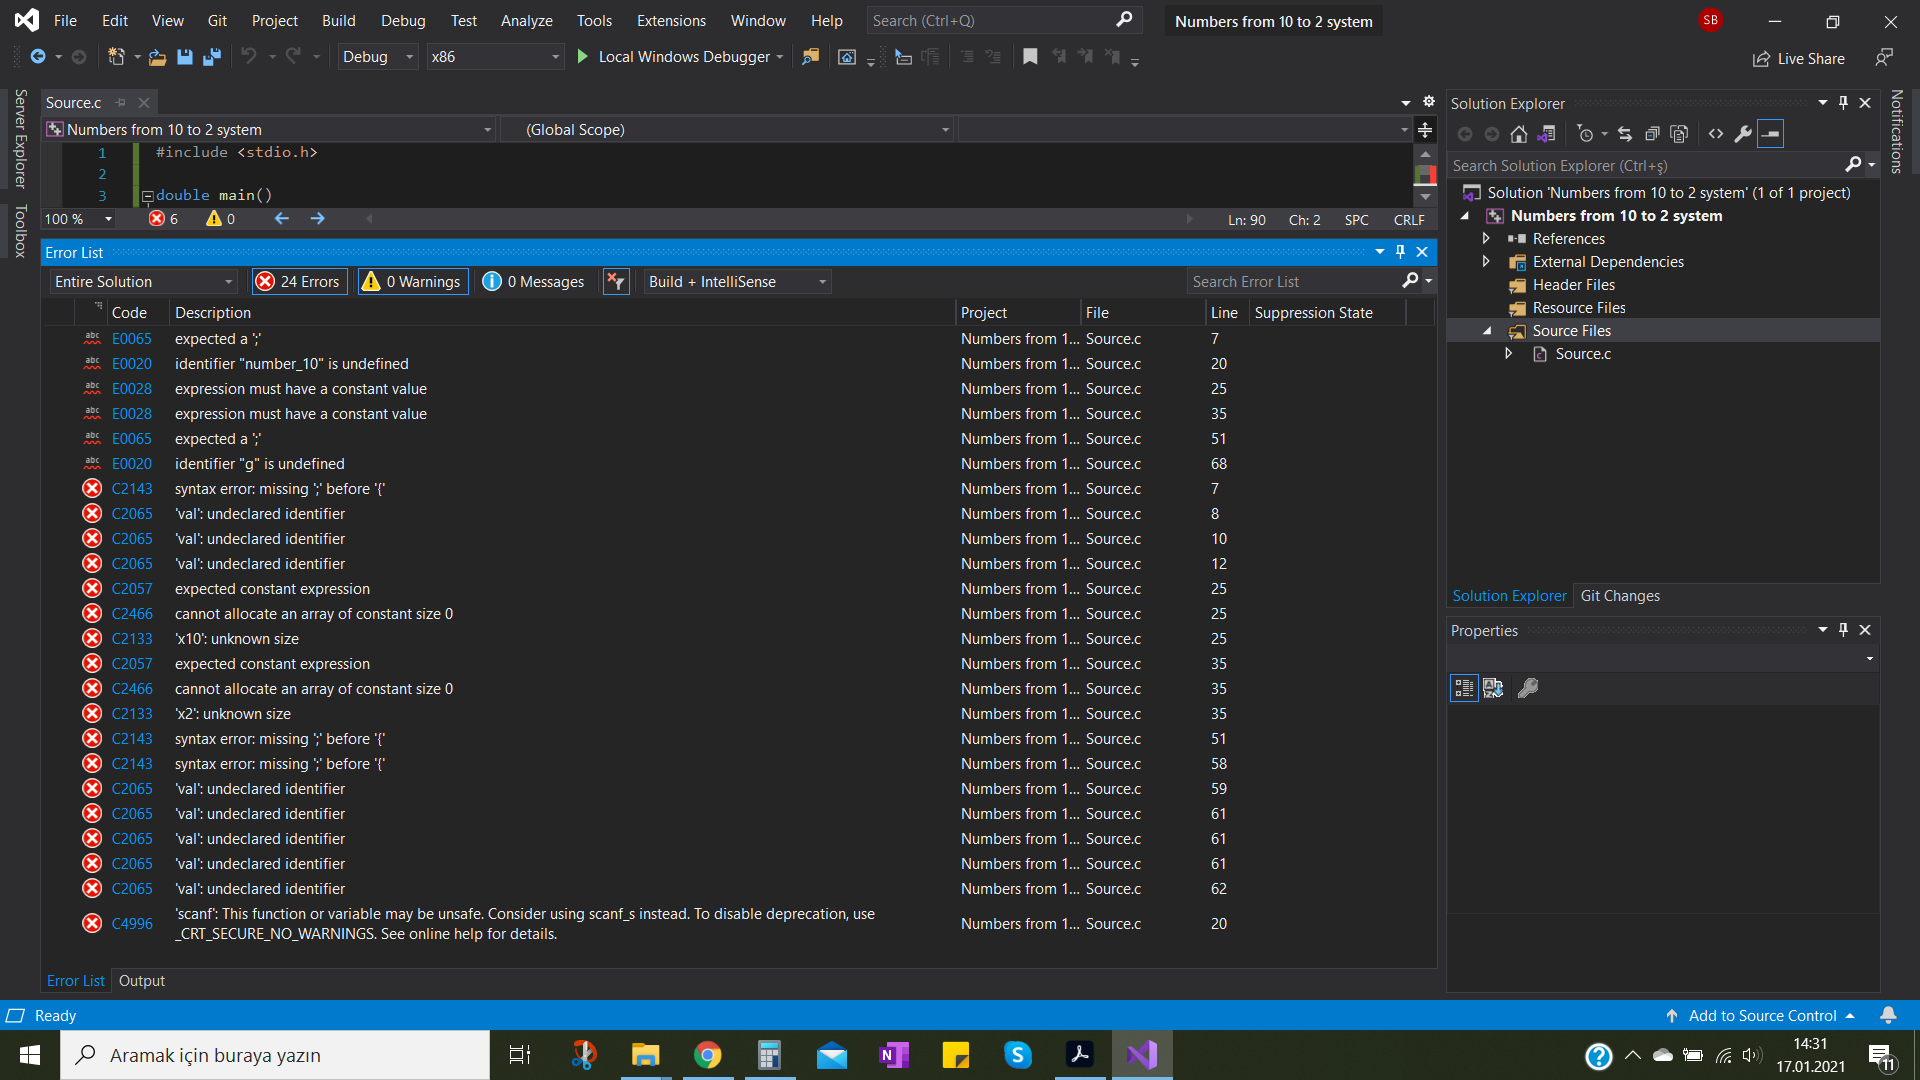 File Edit View Git Project Build Debug Test Analyze Tools Extensions Window Help Search (Ctrl+Q) Numbers from 10 to 2 system SB
Debug x86 Local Windows Debugger Live Share
Server Explorer
Toolbox
Source.c
Numbers from 10 to 2 system (Global Scope)
1 #include <stdio.h>
2
3 double main()
100 % 6 0 Ln: 90 Ch: 2 SPC CRLF
Error List
Entire Solution 24 Errors 0 Warnings 0 Messages Build + IntelliSense Search Error List
Code Description Project File Line Suppression State
abc E0065 expected a ';' Numbers from 1... Source.c 7
abc E0020 identifier "number_10" is undefined Numbers from 1... Source.c 20
abc E0028 expression must have a constant value Numbers from 1... Source.c 25
abc E0028 expression must have a constant value Numbers from 1... Source.c 35
abc E0065 expected a ';' Numbers from 1... Source.c 51
abc E0020 identifier "g" is undefined Numbers from 1... Source.c 68
C2143 syntax error: missing ';' before '{' Numbers from 1... Source.c 7
C2065 'val': undeclared identifier Numbers from 1... Source.c 8
C2065 'val': undeclared identifier Numbers from 1... Source.c 10
C2065 'val': undeclared identifier Numbers from 1... Source.c 12
C2057 expected constant expression Numbers from 1... Source.c 25
C2466 cannot allocate an array of constant size 0 Numbers from 1... Source.c 25
C2133 'x10': unknown size Numbers from 1... Source.c 25
C2057 expected constant expression Numbers from 1... Source.c 35
C2466 cannot allocate an array of constant size 0 Numbers from 1... Source.c 35
C2133 'x2': unknown size Numbers from 1... Source.c 35
C2143 syntax error: missing ';' before '{' Numbers from 1... Source.c 51
C2143 syntax error: missing ';' before '{' Numbers from 1... Source.c 58
C2065 'val': undeclared identifier Numbers from 1... Source.c 59
C2065 'val': undeclared identifier Numbers from 1... Source.c 61
C2065 'val': undeclared identifier Numbers from 1... Source.c 61
C2065 'val': undeclared identifier Numbers from 1... Source.c 61
C2065 'val': undeclared identifier Numbers from 1... Source.c 62
C4996 'scanf': This function or variable may be unsafe. Consider using scanf_s instead. To disable deprecation, use
_CRT_SECURE_NO_WARNINGS. See online help for details. Numbers from 1... Source.c 20
Error List Output
Solution Explorer
Search Solution Explorer (Ctrl+ş)
Solution 'Numbers from 10 to 2 system' (1 of 1 project)
Numbers from 10 to 2 system
References
External Dependencies
Header Files
Resource Files
Source Files
Source.c
Solution Explorer Git Changes
Properties
Notifications
Ready Add to Source Control
Aramak için buraya yazın
14:31
17.01.2021
11